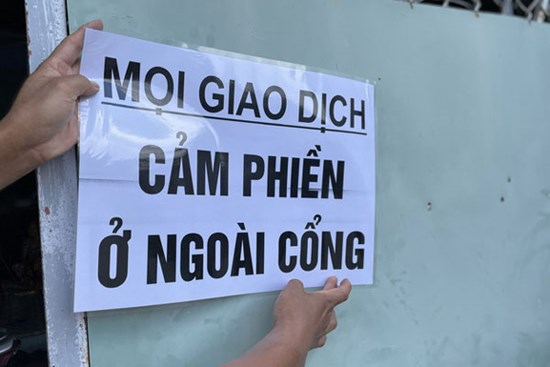 MỌI GIAO DỊCH
CẢM PHIỀN
Ở NGOÀI CỔNG